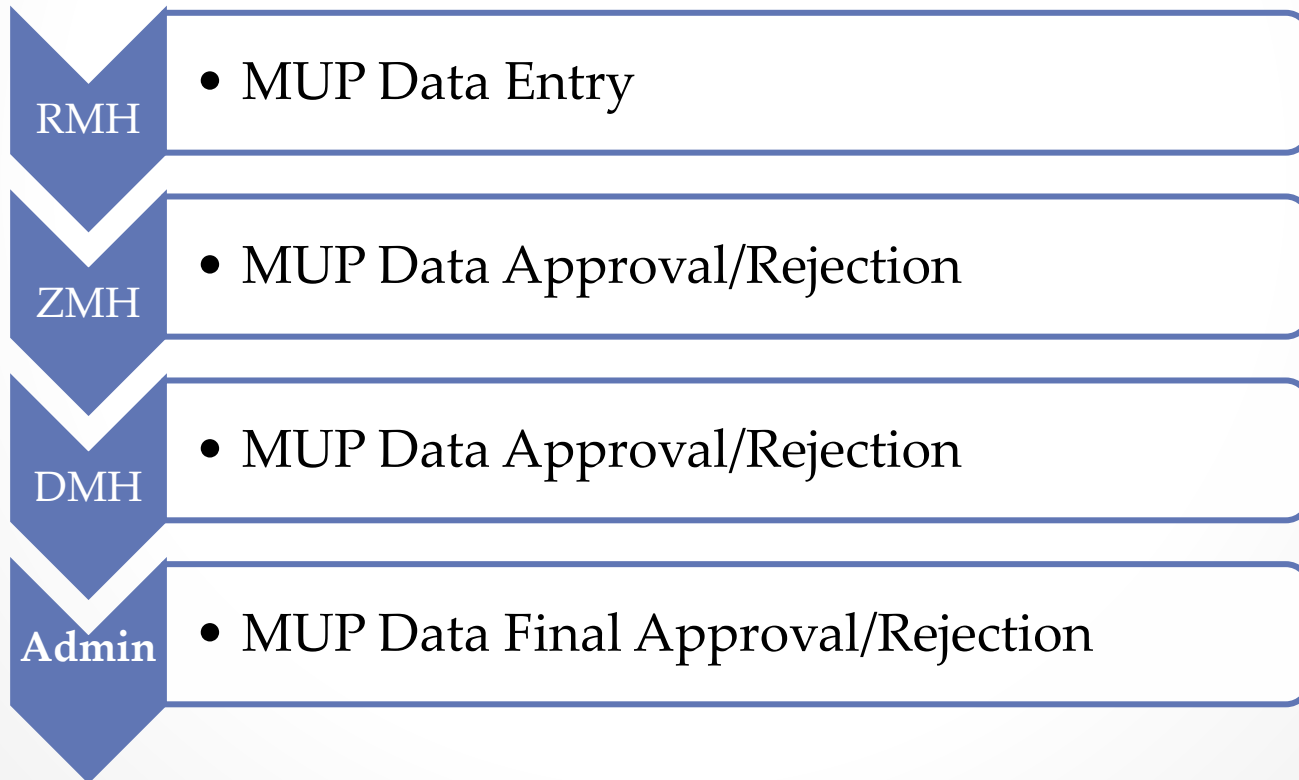 RMH
• MUP Data Entry
ZMH
• MUP Data Approval/Rejection
DMH
• MUP Data Approval/Rejection
Admin
• MUP Data Final Approval/Rejection